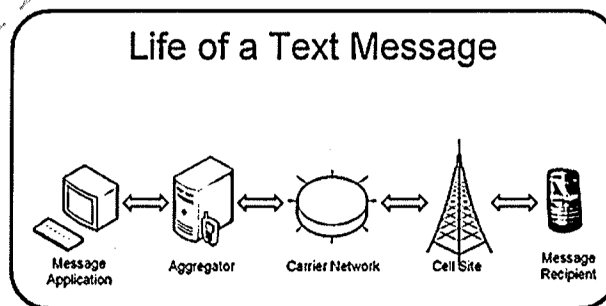 Life of a Text Message
Message
Application
Aggregator
Carrier Network
Cell Site
Message
Recipient